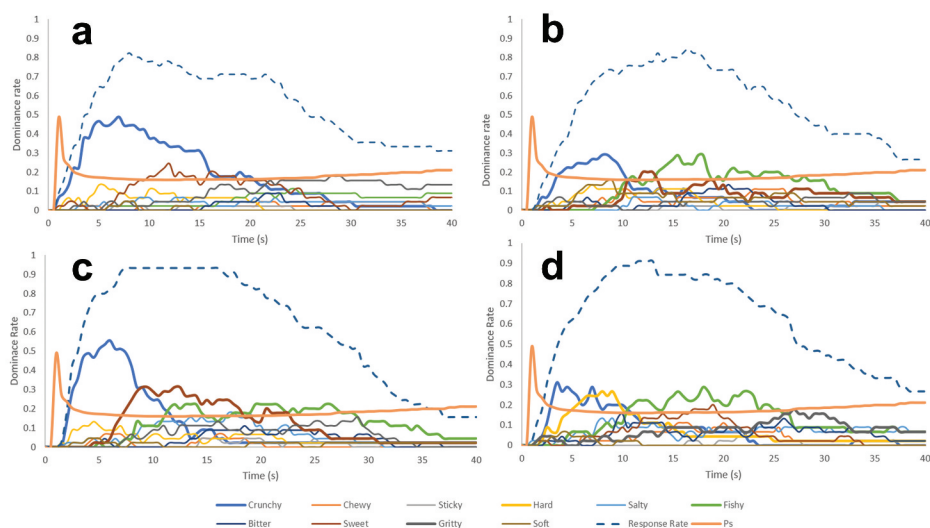 a
b
1
0.9
0.8
0.7
0.6
0.5
0.4
0.3
0.2
0.1
0
Dominance rate
0 5 10 15 20 25 30 35 40
Time (s)
1
0.9
0.8
0.7
0.6
0.5
0.4
0.3
0.2
0.1
0
Dominance rate
0 5 10 15 20 25 30 35 40
Time (s)
c
d
1
0.9
0.8
0.7
0.6
0.5
0.4
0.3
0.2
0.1
0
Dominance Rate
0 5 10 15 20 25 30 35 40
Time (s)
1
0.9
0.8
0.7
0.6
0.5
0.4
0.3
0.2
0.1
0
Dominance Rate
0 5 10 15 20 25 30 35 40
Time (s)
Crunchy Chewy Sticky Hard Salty Fishy
Bitter Sweet Gritty Soft Response Rate Ps